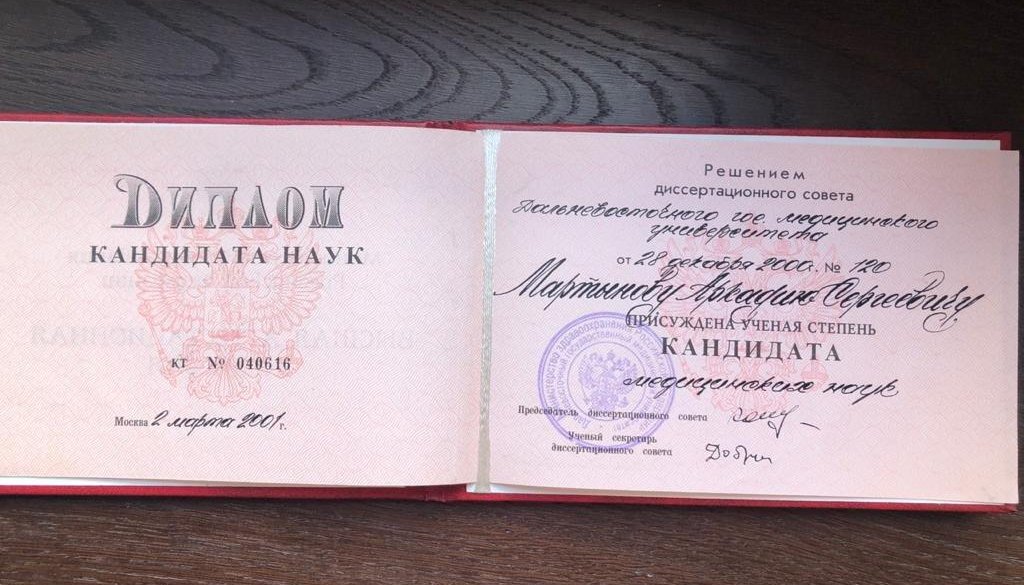 ДИПЛОМ
КАНДИДАТА НАУК
КТ № 040616
Москва 2 марта 2001 г.
Решением
диссертационного совета
Дальневосточного гос. медицинского
университета
от 28 декабря 2000 г. № 120
Мартынову Аркадию Сергеевичу
ПРИСУЖДЕНА УЧЕНАЯ СТЕПЕНЬ
КАНДИДАТА
медицинских наук
Председатель диссертационного совета
Ученый секретарь
диссертационного совета